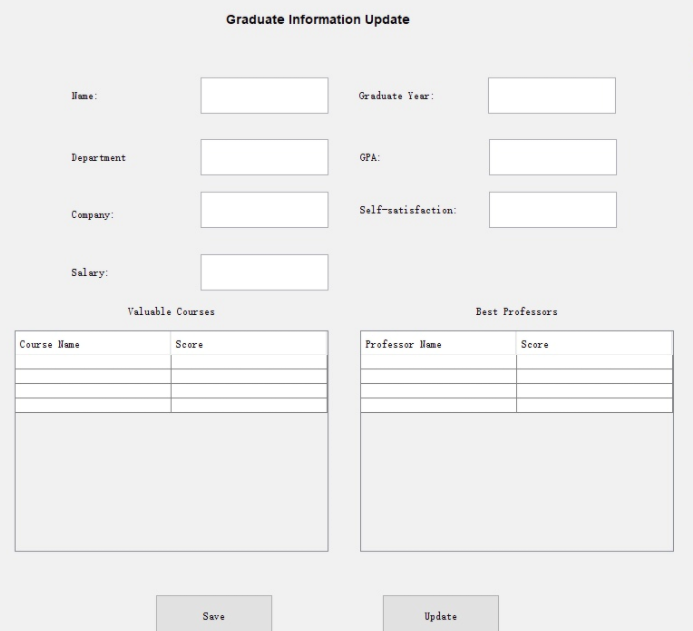 Graduate Information Update
Name:
Graduate Year:
Department
GPA:
Company:
Self-satisfaction:
Salary:
Valuable Courses
Best Professors
Course Name Score
Professor Name Score
Save
Update